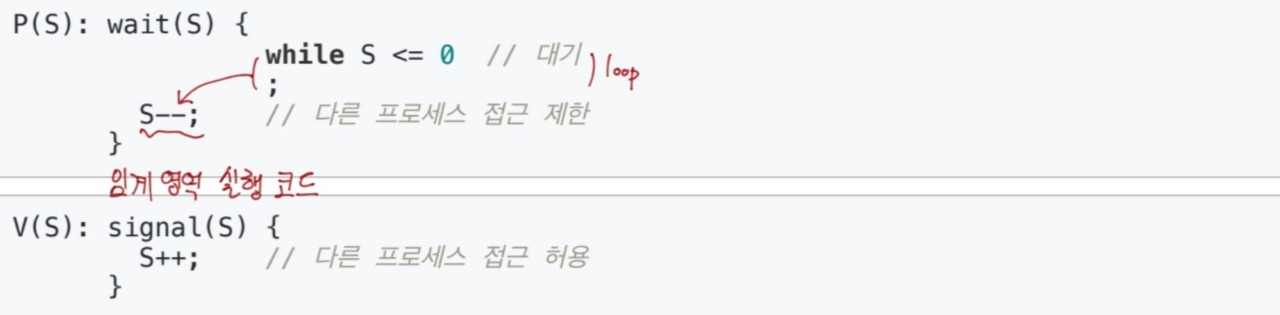 P(S): wait(S) {
while S <= 0 // 대기 loop
;
S--; // 다른 프로세스 접근 제한
}
임계 영역 실행 코드
V(S): signal(S) {
S++; // 다른 프로세스 접근 허용
}